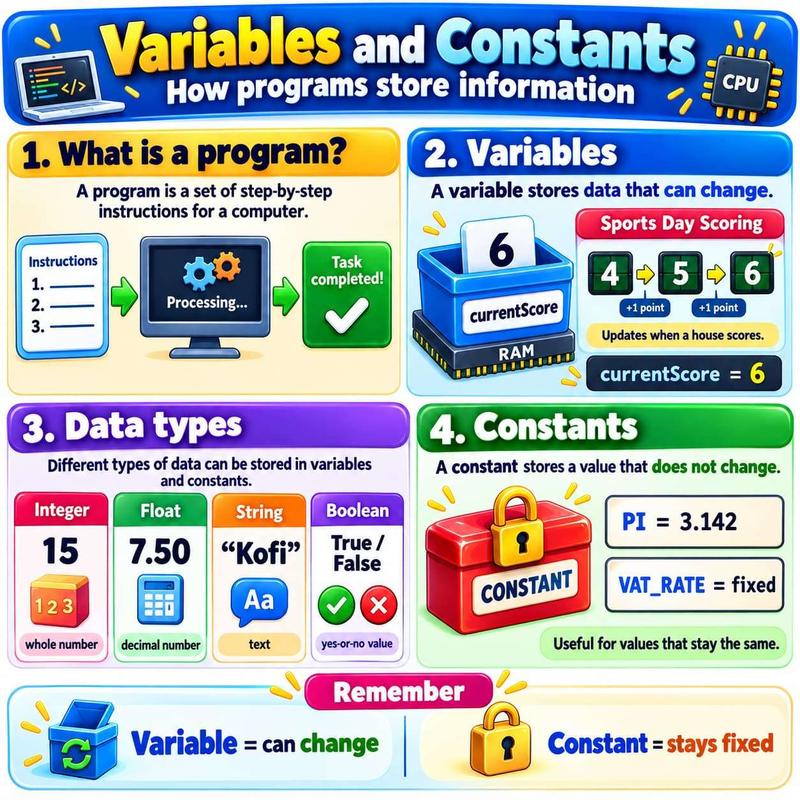 Variables and Constants
How programs store information
</>
CPU
1. What is a program?
A program is a set of step-by-step
instructions for a computer.
Instructions
1.
2.
3.
Processing...
Task
completed!
2. Variables
A variable stores data that can change.
6
currentScore
RAM
Sports Day Scoring
4 5 6
+1 point +1 point
Updates when a house scores.
currentScore = 6
3. Data types
Different types of data can be stored in variables
and constants.
Integer
15
1 2 3
whole number
Float
7.50
decimal number
String
“Kofi”
Aa
text
Boolean
True /
False
yes-or-no value
4. Constants
A constant stores a value that does not change.
CONSTANT
PI = 3.142
VAT_RATE = fixed
Useful for values that stay the same.
Remember
Variable = can change
Constant = stays fixed